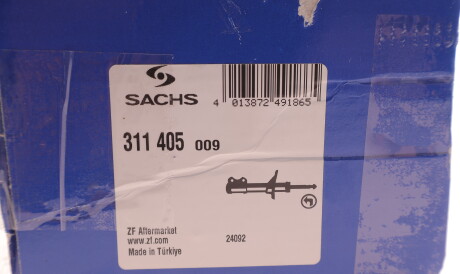 SACHS
4 013872 491865
311 405 009
ZF Aftermarket
www.zf.com
Made in Türkiye
24092